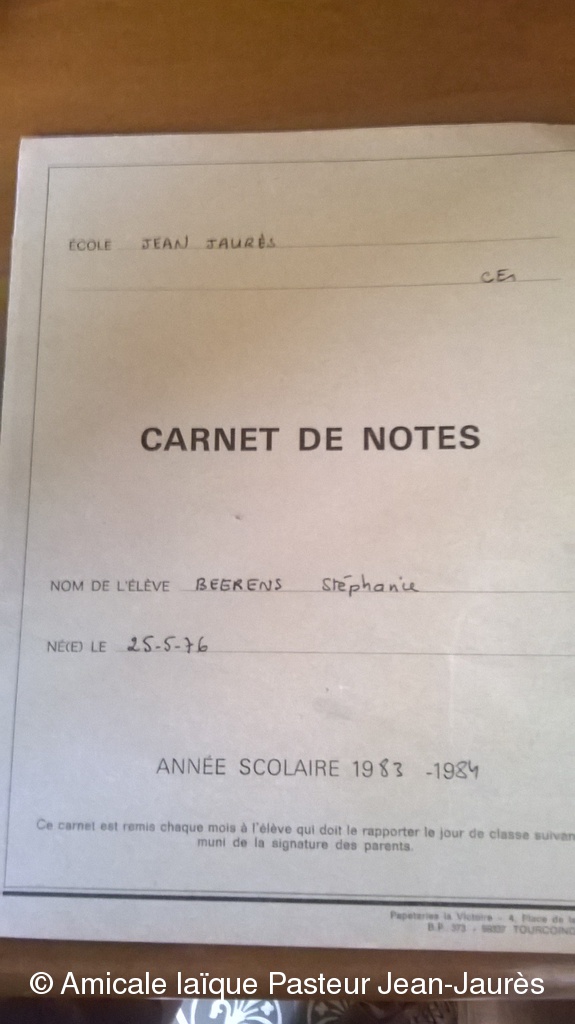 ÉCOLE JEAN JAURÈS
CE1
CARNET DE NOTES
NOM DE L'ÉLÈVE BEERENS Stéphanie
NÉ(E) LE 25-5-76
ANNÉE SCOLAIRE 1983 -1984
Ce carnet est remis chaque mois à l'élève qui doit le rapporter le jour de classe suivan
muni de la signature des parents.
Papeteries la Victoire - 4, Place de la
B.P. 373 - TOURCOING
© Amicale laïque Pasteur Jean-Jaurès